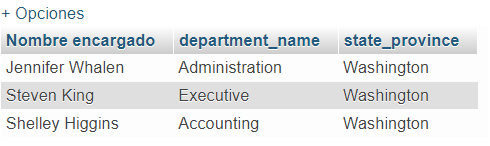 + Opciones
Nombre encargado department_name state_province
Jennifer Whalen Administration Washington
Steven King Executive Washington
Shelley Higgins Accounting Washington